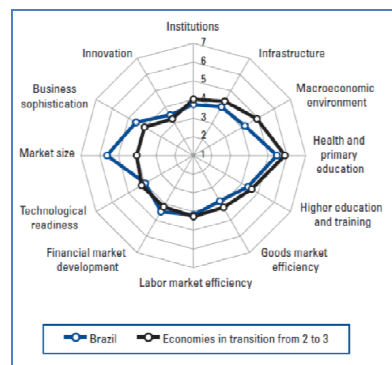 Institutions
7
Innovation
Infrastructure
6
5
Business
sophistication
Macroeconomic
environment
4
3
2
Market size
1
Health and
primary
education
Technological
readiness
Higher education
and training
Financial market
development
Goods market
efficiency
Labor market efficiency
Brazil
Economies in transition from 2 to 3